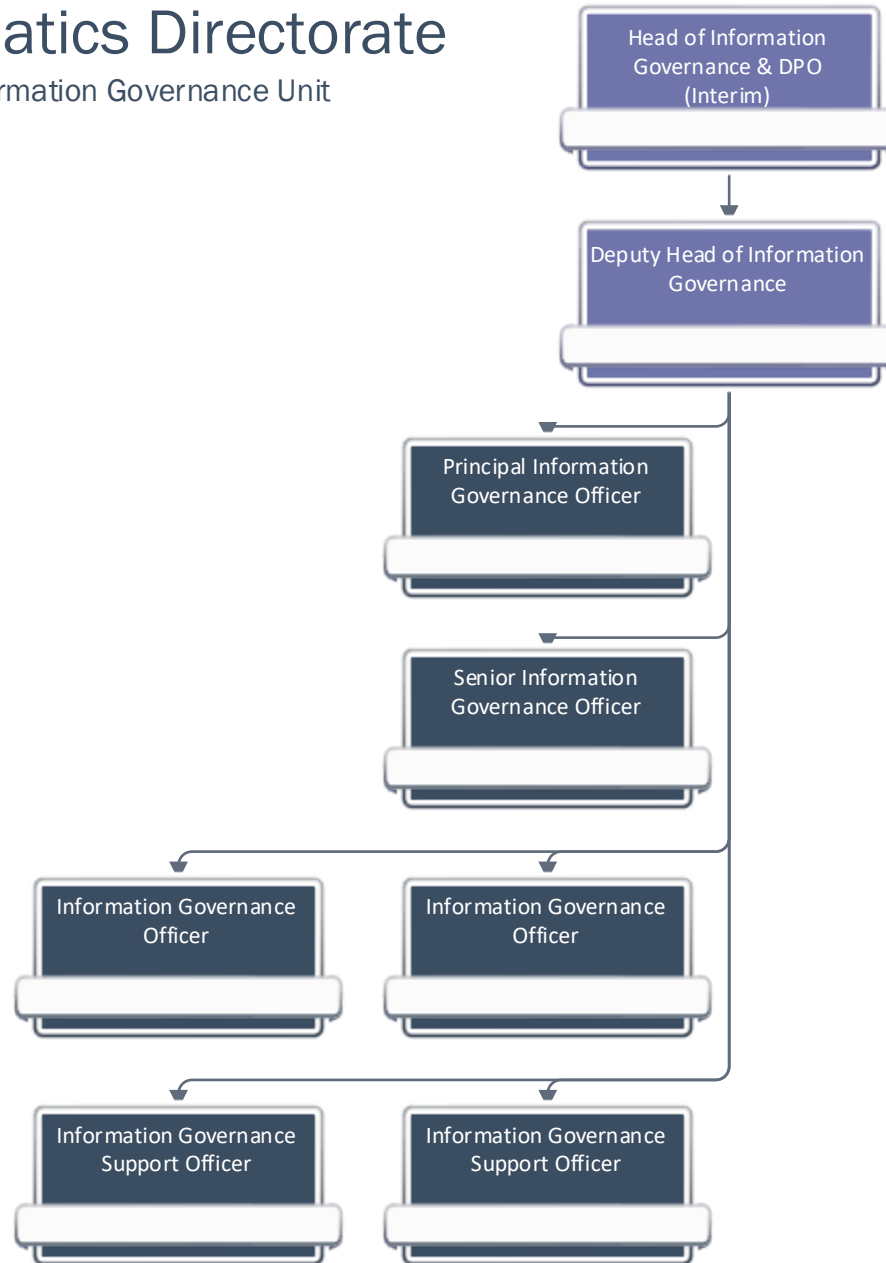 atics Directorate
rmation Governance Unit
Head of Information
Governance & DPO
(Interim)
Deputy Head of Information
Governance
Principal Information
Governance Officer
Senior Information
Governance Officer
Information Governance
Officer
Information Governance
Officer
Information Governance
Support Officer
Information Governance
Support Officer